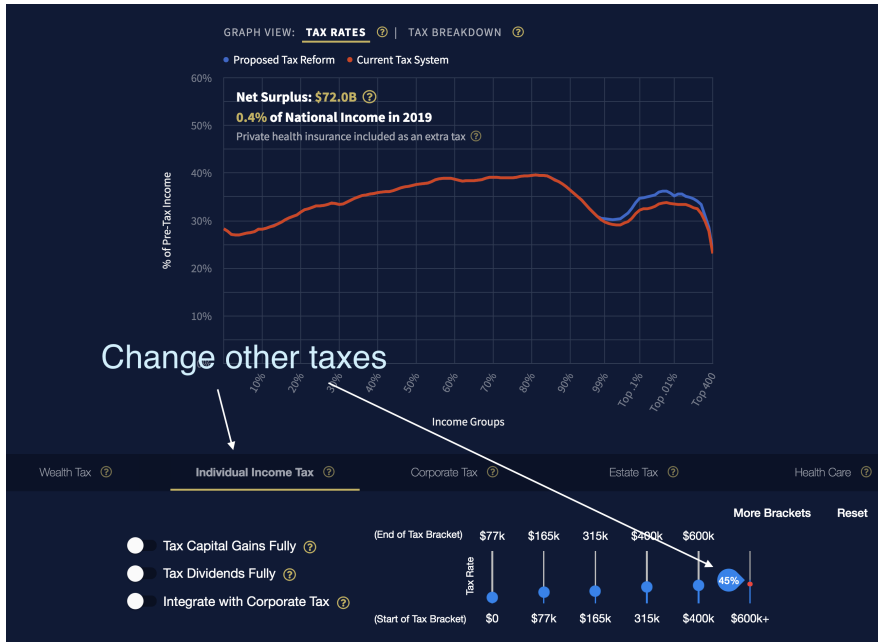 GRAPH VIEW: TAX RATES ? | TAX BREAKDOWN ?
Proposed Tax Reform Current Tax System
60%
Net Surplus: $72.0B ?
0.4% of National Income in 2019
Private health insurance included as an extra tax ?
50%
40%
30%
20%
10%
% of Pre-Tax Income
Change other taxes
10% 20% 30% 40% 50% 60% 70% 80% 90% 99% Top .1% Top .01% Top 400
Income Groups
Wealth Tax ? Individual Income Tax ? Corporate Tax ? Estate Tax ? Health Care ?
More Brackets Reset
(End of Tax Bracket) $77k $165k 315k $400k $600k
Tax Capital Gains Fully ?
Tax Dividends Fully ?
Integrate with Corporate Tax ?
Tax Rate
45%
(Start of Tax Bracket) $0 $77k $165k 315k $400k $600k+